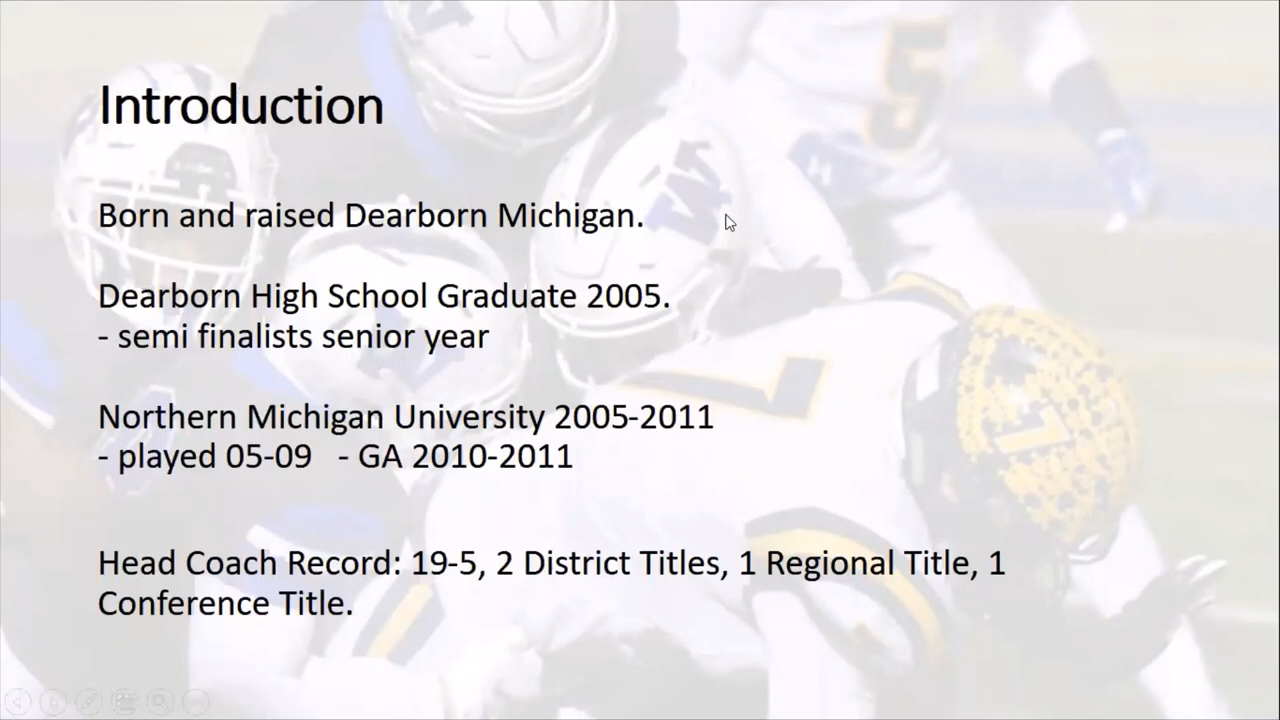 Introduction
Born and raised Dearborn Michigan.
Dearborn High School Graduate 2005.
- semi finalists senior year
Northern Michigan University 2005-2011
- played 05-09 - GA 2010-2011
Head Coach Record: 19-5, 2 District Titles, 1 Regional Title, 1
Conference Title.
W
5
7